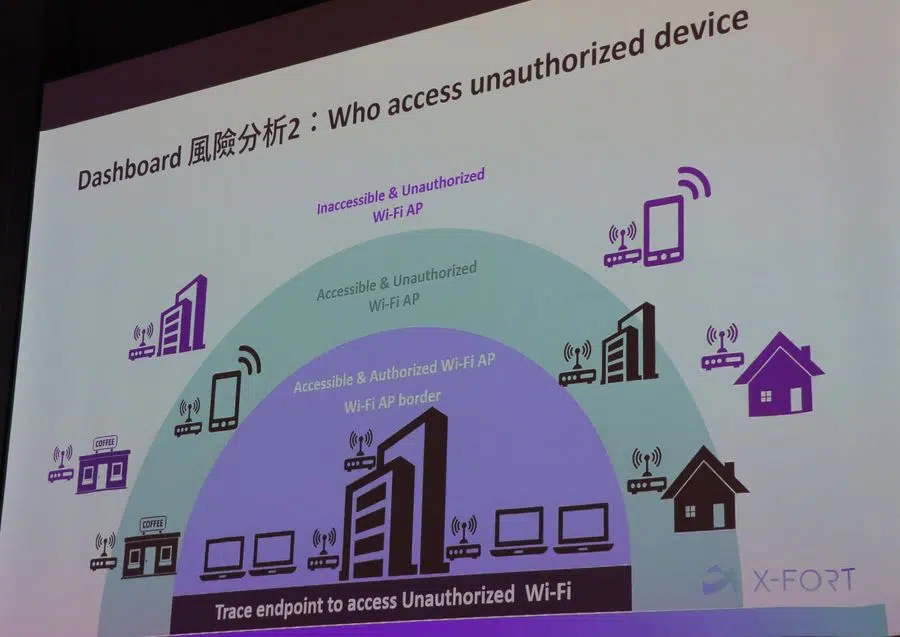 Dashboard 風險分析2：Who access unauthorized device
Inaccessible & Unauthorized
Wi-Fi AP
Accessible & Unauthorized
Wi-Fi AP
Accessible & Authorized Wi-Fi AP
Wi-Fi AP border
COFFEE
COFFEE
Trace endpoint to access Unauthorized Wi-Fi
X-FORT